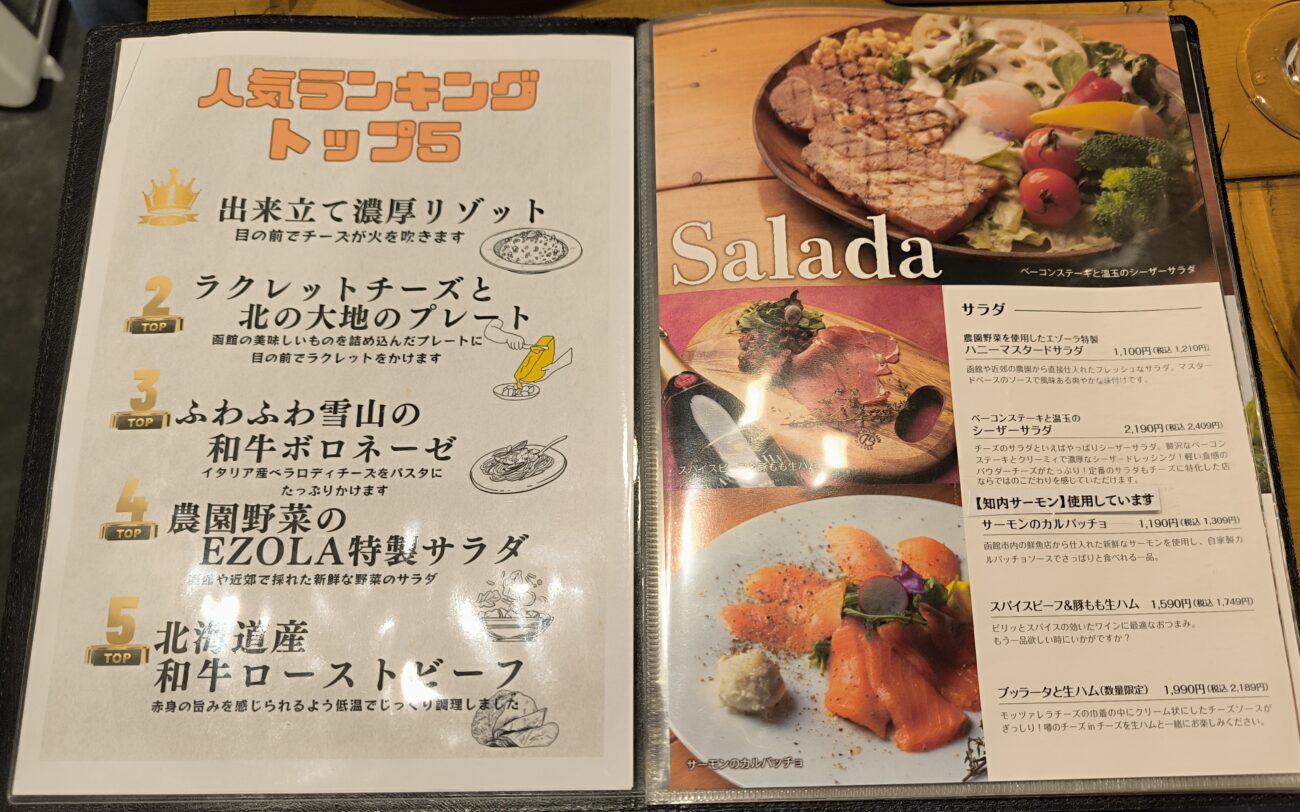 人気ランキング
トップ5
出来立て濃厚リゾット
目の前でチーズが火を吹きます
2
TOP
ラクレットチーズと
北の大地のプレート
函館の美味しいものを詰め込んだプレートに
目の前でラクレットをかけます
3
TOP
ふわふわ雪山の
和牛ボロネーゼ
イタリア産ベラロディチーズをパスタに
たっぷりかけます
4
TOP
農園野菜の
EZOLA特製サラダ
函館や近郊で採れた新鮮な野菜のサラダ
5
TOP
北海道産
和牛ローストビーフ
赤身の旨みを感じられるよう低温でじっくり調理しました
Salada
ベーコンステーキと温玉のシーザーサラダ
スパイスビーフ&豚もも生ハム
サーモンのカルパッチョ
サラダ
農園野菜を使用したエゾーラ特製
ハニーマスタードサラダ 1,100円(税込 1,210円)
函館や近郊の農園から直接仕入れたフレッシュなサラダ。マスター
ドベースのソースで風味ある爽やかな味付けです。
ベーコンステーキと温玉の
シーザーサラダ 2,190円(税込 2,409円)
チーズのサラダといえばやっぱりシーザーサラダ。贅沢なベーコン
ステーキとクリーミィで濃厚なシーザードレッシング!軽い食感の
パウダーチーズがたっぷり!定番のサラダもチーズに特化した店
ならではのこだわりを感じていただけます。
【知内サーモン】使用しています
サーモンのカルパッチョ 1,190円(税込 1,309円)
函館市内の鮮魚店から仕入れた新鮮なサーモンを使用し、自家製カ
ルパッチョソースでさっぱりと食べれる一品。
スパイスビーフ&豚もも生ハム 1,590円(税込 1,749円)
ピリッとスパイスの効いたワインに最適なおつまみ。
もう一品欲しい時にいかがですか?
ブッラータと生ハム(数量限定) 1,990円(税込 2,189円)
モッツァレラチーズの巾着の中にクリーム状にしたチーズソースが
ぎっしり!噂のチーズinチーズを生ハムと一緒にお楽しみください。